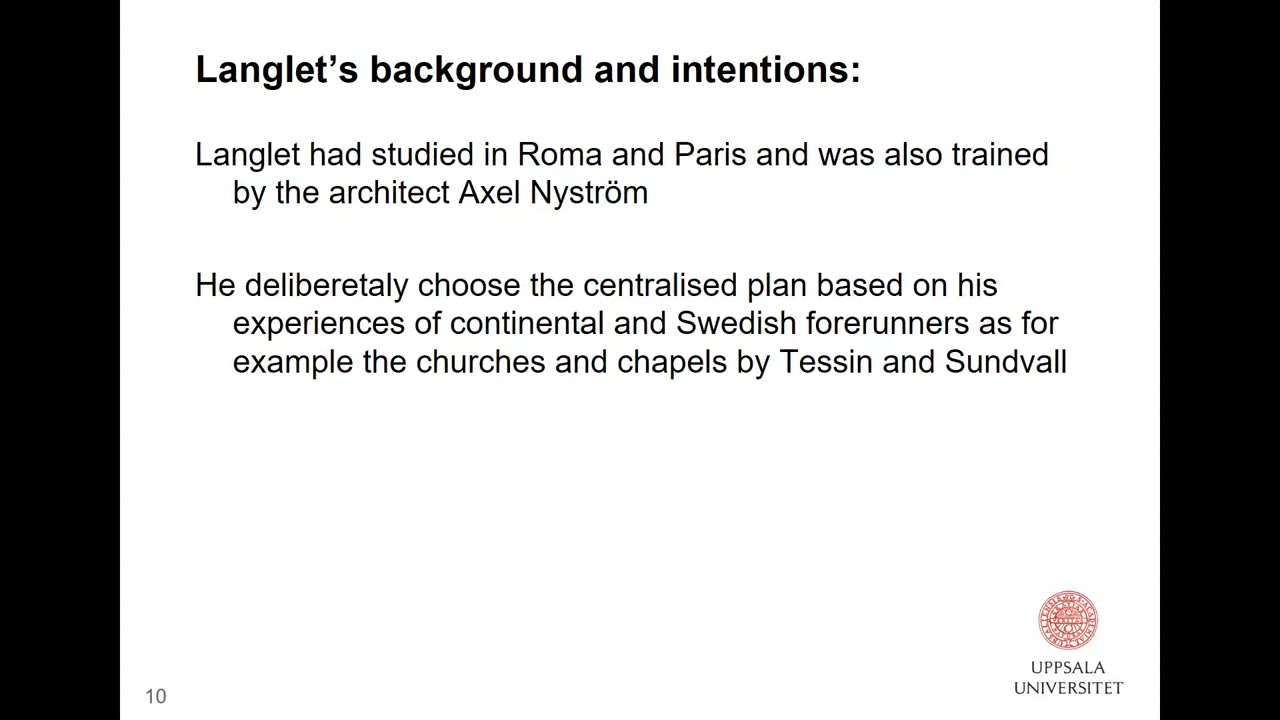 Langlet’s background and intentions:
Langlet had studied in Roma and Paris and was also trained
by the architect Axel Nyström
He deliberetaly choose the centralised plan based on his
experiences of continental and Swedish forerunners as for
example the churches and chapels by Tessin and Sundvall
UPPSALA
UNIVERSITET
10